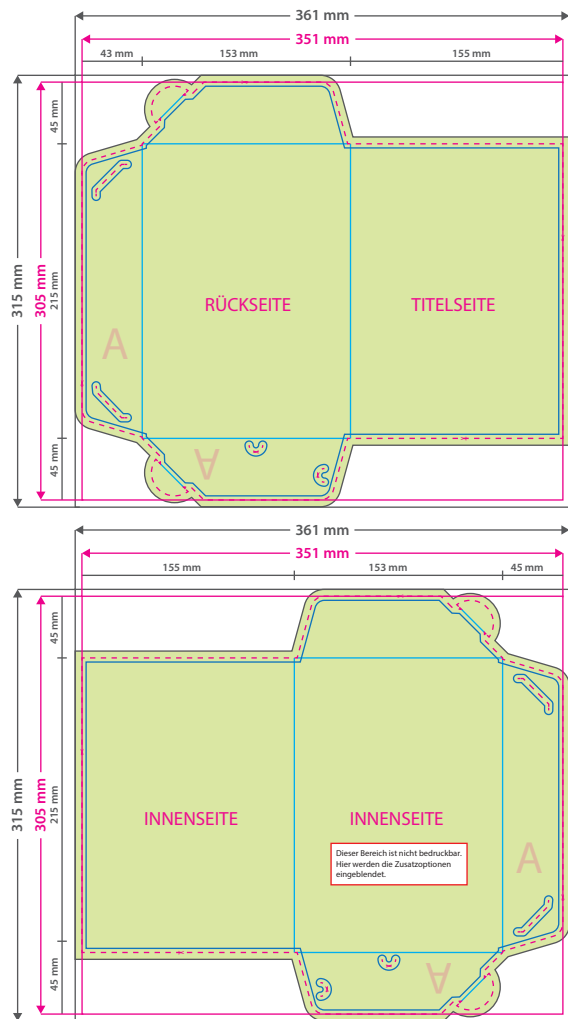 361 mm
351 mm
43 mm 153 mm 155 mm
45 mm
315 mm
305 mm
215 mm
RÜCKSEITE TITELSEITE
A
A
45 mm
361 mm
351 mm
155 mm 153 mm 45 mm
45 mm
315 mm
305 mm
215 mm
INNENSEITE INNENSEITE
Dieser Bereich ist nicht bedruckbar.
Hier werden die Zusatzoptionen
eingeblendet.
A
A
45 mm